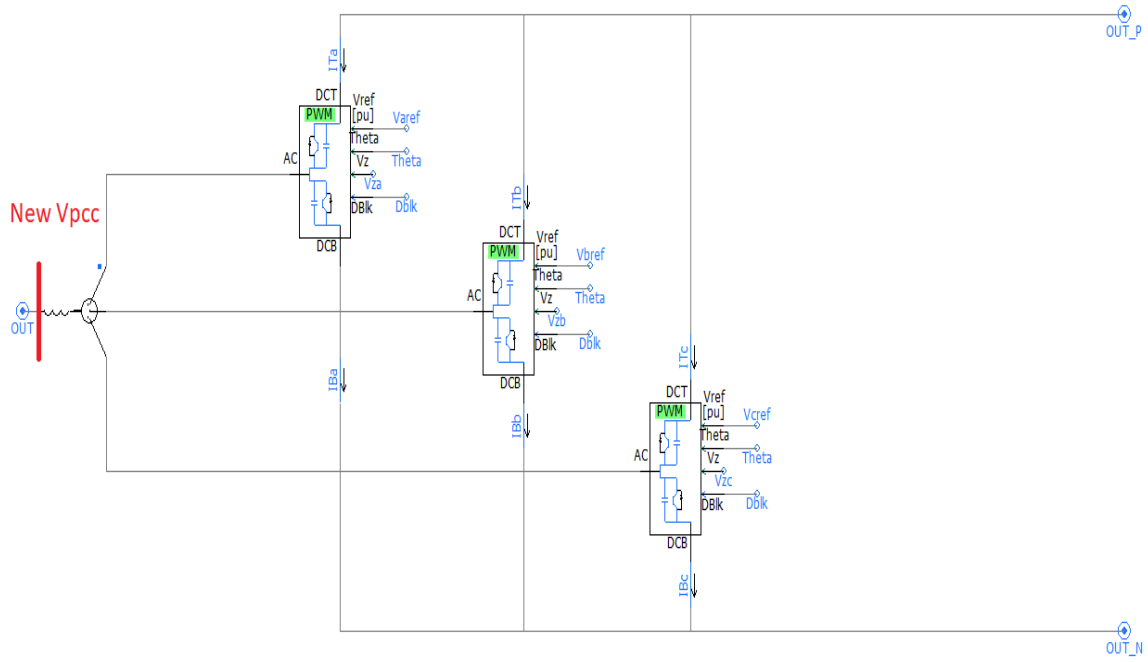 OUT_P
ITa
DCT
Vref
[pu]
PWM
Varef
Theta
Theta
AC
Vz
Vza
DBlk
Dblk
DCB
New Vpcc
OUT
ITb
DCT
Vref
[pu]
PWM
Vbref
Theta
Theta
AC
Vz
Vzb
DBlk
Dblk
DCB
IBa
IBb
ITc
DCT
Vref
[pu]
PWM
Vcref
Theta
Theta
AC
Vz
Vzc
DBlk
Dblk
DCB
IBc
OUT_N